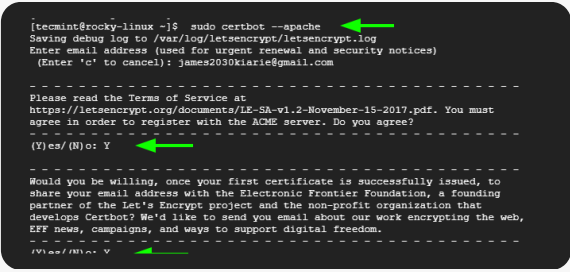 [tecmint@rocky-linux ~]$  sudo certbot --apache
Saving debug log to /var/log/letsencrypt/letsencrypt.log
Enter email address (used for urgent renewal and security notices)
 (Enter 'c' to cancel): james2030kiarie@gmail.com
- - - - - - - - - - - - - - - - - - - - - - - - - - - - - - - - - - - - - - - -
Please read the Terms of Service at
https://letsencrypt.org/documents/LE-SA-v1.2-November-15-2017.pdf. You must
agree in order to register with the ACME server. Do you agree?
- - - - - - - - - - - - - - - - - - - - - - - - - - - - - - - - - - - - - - - -
(Y)es/(N)o: Y
- - - - - - - - - - - - - - - - - - - - - - - - - - - - - - - - - - - - - - - -
Would you be willing, once your first certificate is successfully issued, to
share your email address with the Electronic Frontier Foundation, a founding
partner of the Let's Encrypt project and the non-profit organization that
develops Certbot? We'd like to send you email about our work encrypting the web,
EFF news, campaigns, and ways to support digital freedom.
- - - - - - - - - - - - - - - - - - - - - - - - - - - - - - - - - - - - - - - -
(Y)es/(N)o: Y